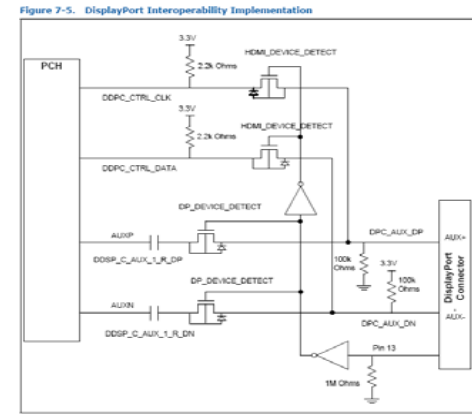 Figure 7-5. DisplayPort Interoperability Implementation
3.3V
HDMI_DEVICE_DETECT
PCH
2.2k Ohms
DDPC_CTRL_CLK
3.3V
HDMI_DEVICE_DETECT
2.2k Ohms
DDPC_CTRL_DATA
DP_DEVICE_DETECT
AUXP
DPC_AUX_DP
AUX+
DDSP_C_AUX_1_R_DP
100k
Ohms
3.3V
DP_DEVICE_DETECT
100k
Ohms
DisplayPort
Connector
AUXN
AUX-
DPC_AUX_DN
DDSP_C_AUX_1_R_DN
Pin 13
1M Ohms